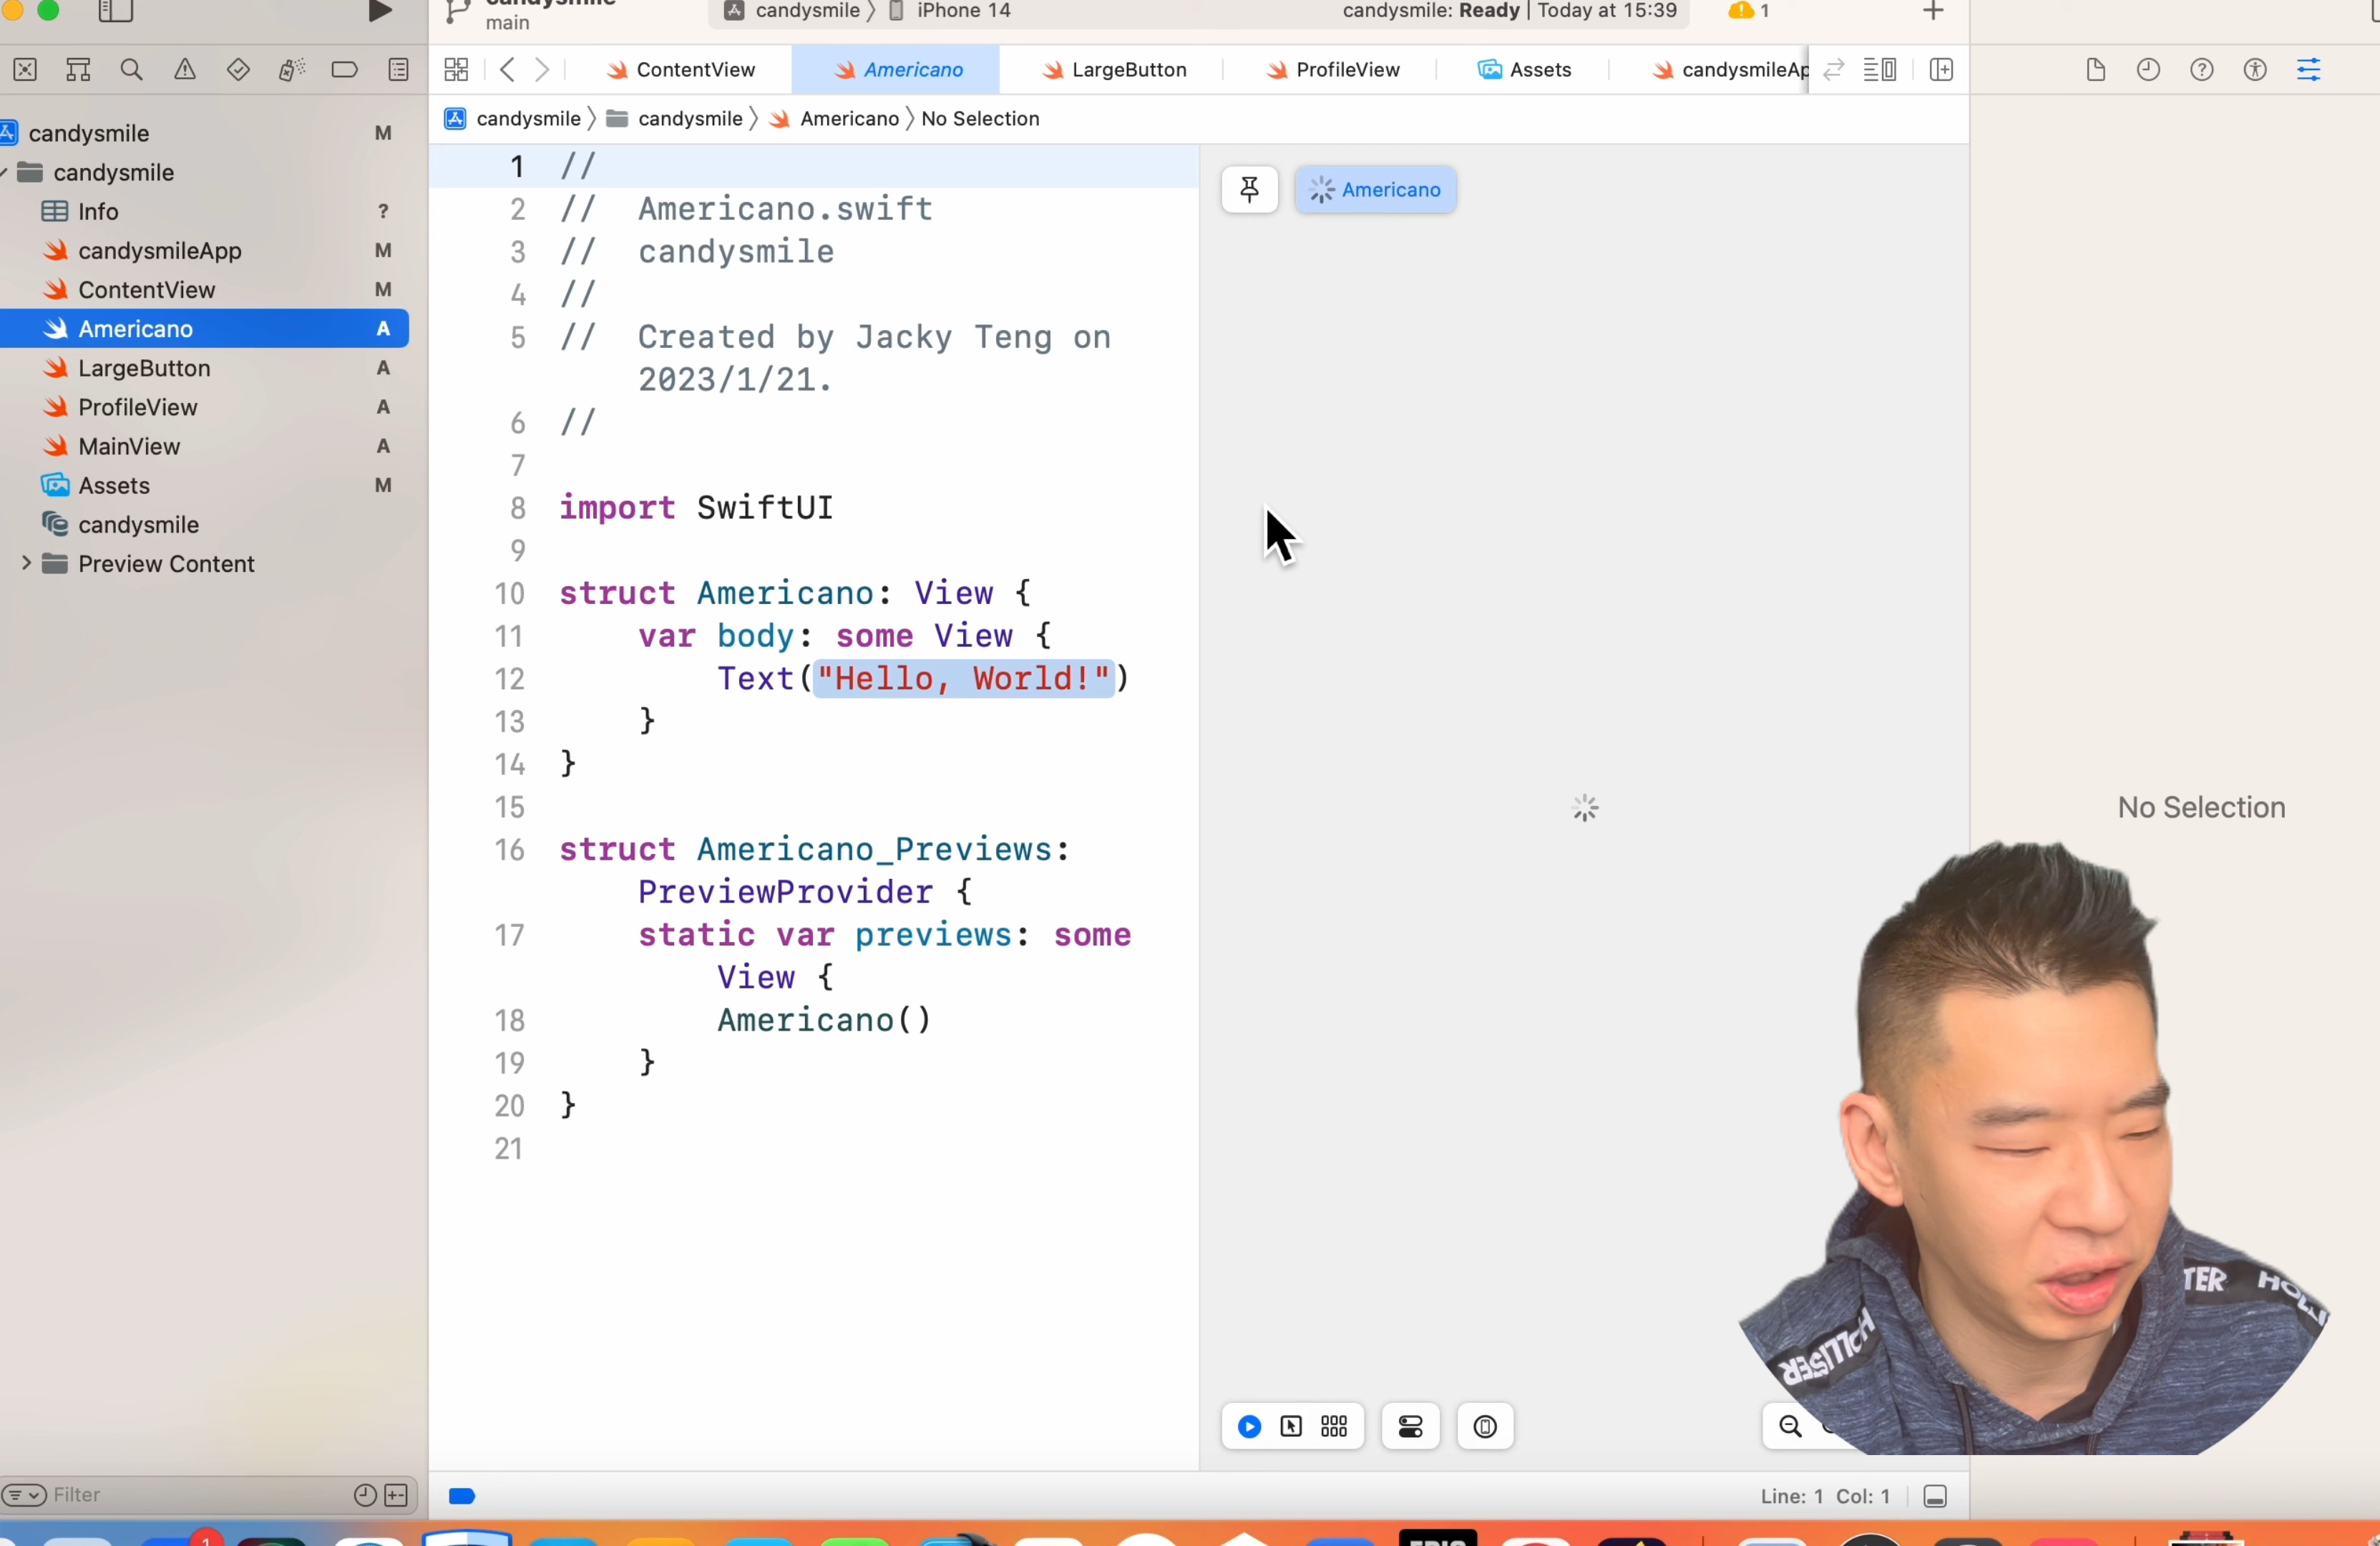 candysmile
main
candysmile
iPhone 14
candysmile: Ready | Today at 15:39
1
ContentView
Americano
LargeButton
ProfileView
Assets
candysmileAp
candysmile
candysmile
Americano
No Selection
candysmile M
candysmile
Info ?
candysmileApp M
ContentView M
Americano A
LargeButton A
ProfileView A
MainView A
Assets M
candysmile
Preview Content
Filter
1 //
2 // Americano.swift
3 // candysmile
4 //
5 // Created by Jacky Teng on
2023/1/21.
6 //
7
8 import SwiftUI
9
10 struct Americano: View {
11 var body: some View {
12 Text("Hello, World!")
13 }
14 }
15
16 struct Americano_Previews:
PreviewProvider {
17 static var previews: some
View {
18 Americano()
19 }
20 }
21
Americano
No Selection
HOLLISTER
TER
Line: 1 Col: 1
1
EPIC